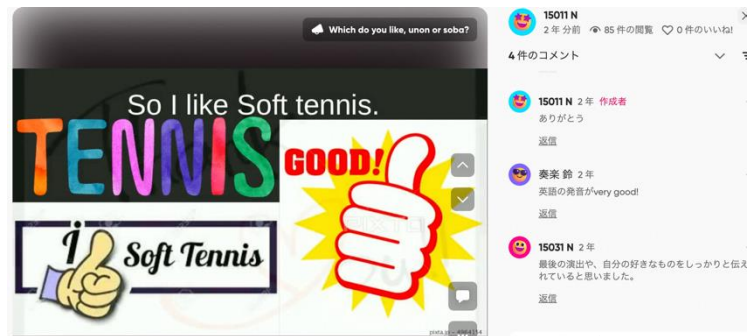 Which do you like, unon or soba?
So I like Soft tennis.
TENNIS
GOOD!
i Soft Tennis
15011 N
2 年 分前 85 件の閲覧 0 件のいいね!
4 件のコメント
15011 N 2 年 作成者
ありがとう
返信
奏楽 鈴 2 年
英語の発音がvery good!
返信
15031 N 2 年
最後の演出や、自分の好きなものをしっかりと伝え
れていると思いました。
返信